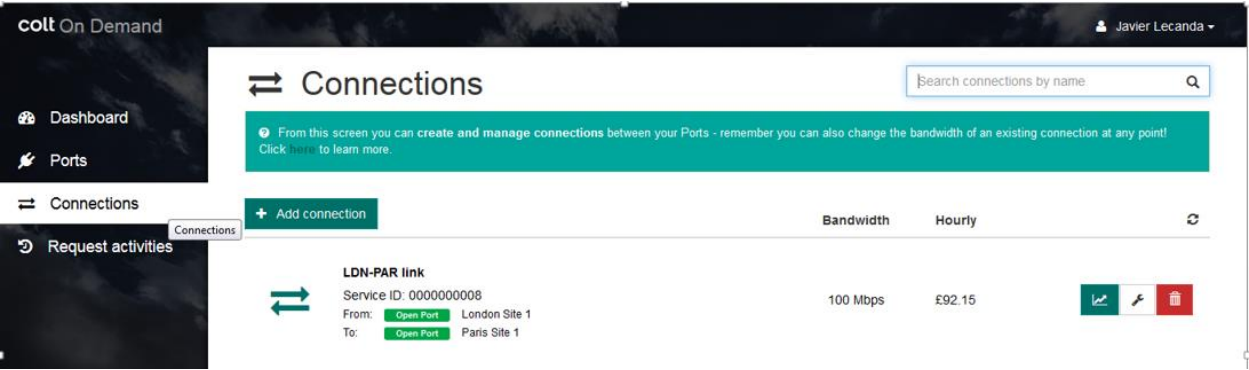 colt On Demand
Javier Lecanda
Connections
Search connections by name
Dashboard
From this screen you can create and manage connections between your Ports - remember you can also change the bandwidth of an existing connection at any point!
Click here to learn more.
Ports
Connections
Connections
Request activities
+ Add connection
Bandwidth
Hourly
LDN-PAR link
Service ID: 0000000008
From: Open Port London Site 1
To: Open Port Paris Site 1
100 Mbps
£92.15